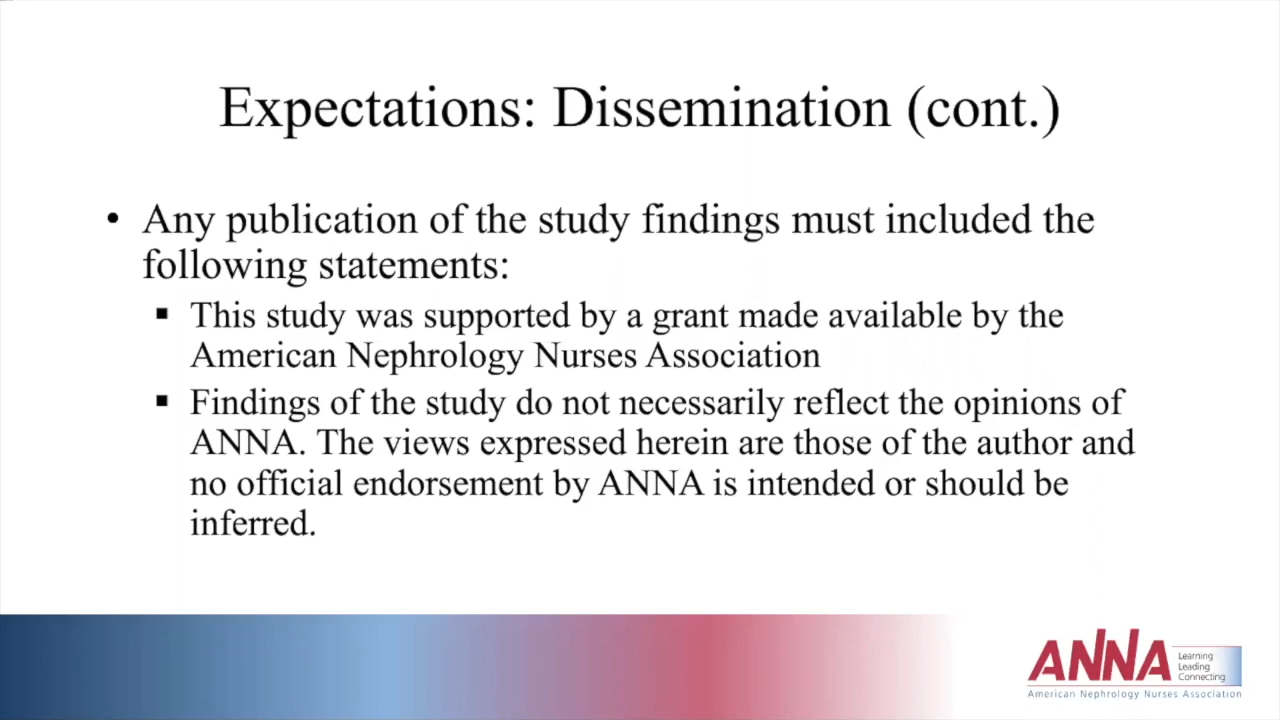 Expectations: Dissemination (cont.)
• Any publication of the study findings must included the
following statements:
▪ This study was supported by a grant made available by the
American Nephrology Nurses Association
▪ Findings of the study do not necessarily reflect the opinions of
ANNA. The views expressed herein are those of the author and
no official endorsement by ANNA is intended or should be
inferred.
ANNA
Learning
Leading
Connecting
American Nephrology Nurses Association